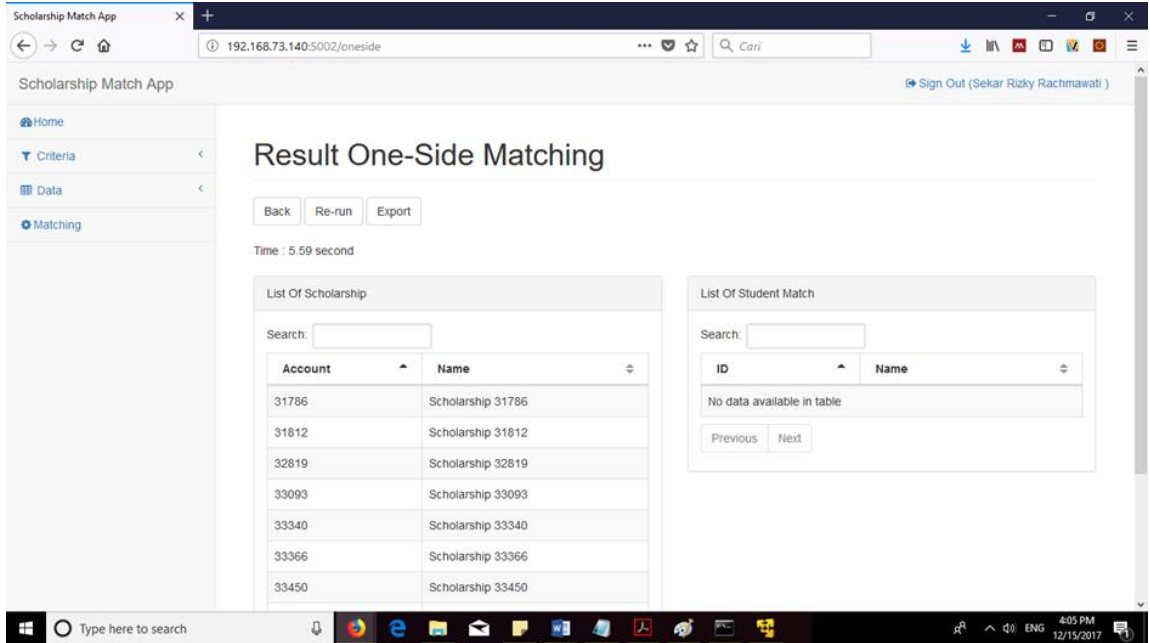 Scholarship Match App
192.168.73.140:5002/oneside
Cari
Scholarship Match App
Sign Out (Sekar Rizky Rachmawati )
Home
Criteria
Data
Matching
Result One-Side Matching
Back Re-run Export
Time : 5.59 second
List Of Scholarship
Search:
Account Name
31786 Scholarship 31786
31812 Scholarship 31812
32819 Scholarship 32819
33093 Scholarship 33093
33340 Scholarship 33340
33366 Scholarship 33366
33450 Scholarship 33450
List Of Student Match
Search:
ID Name
No data available in table
Previous Next
Type here to search
ENG
4:05 PM
12/15/2017